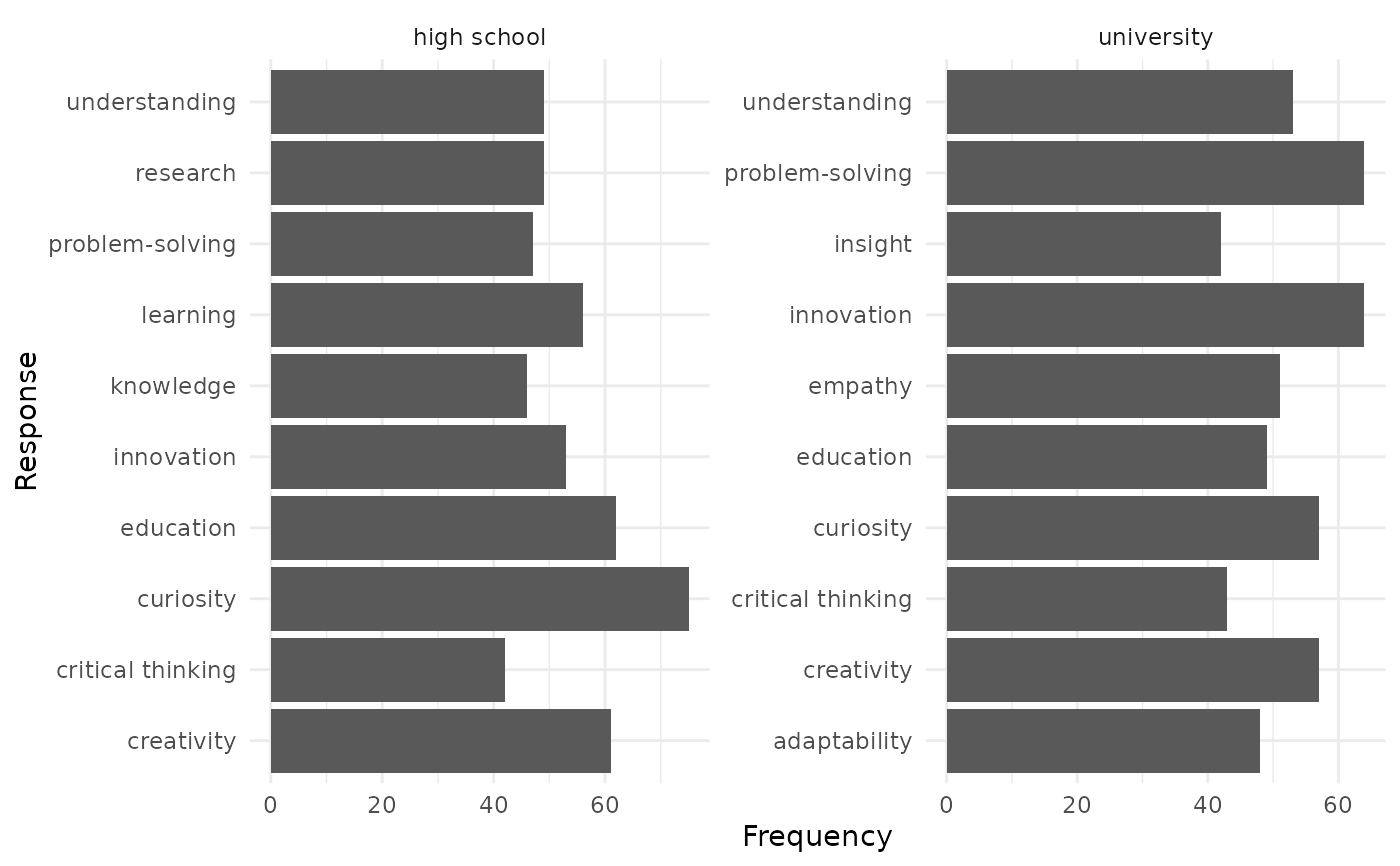 high school
understanding
research
problem-solving
learning
knowledge
innovation
education
curiosity
critical thinking
creativity
0 20 40 60
university
understanding
problem-solving
insight
innovation
empathy
education
curiosity
critical thinking
creativity
adaptability
0 20 40 60
Response
Frequency